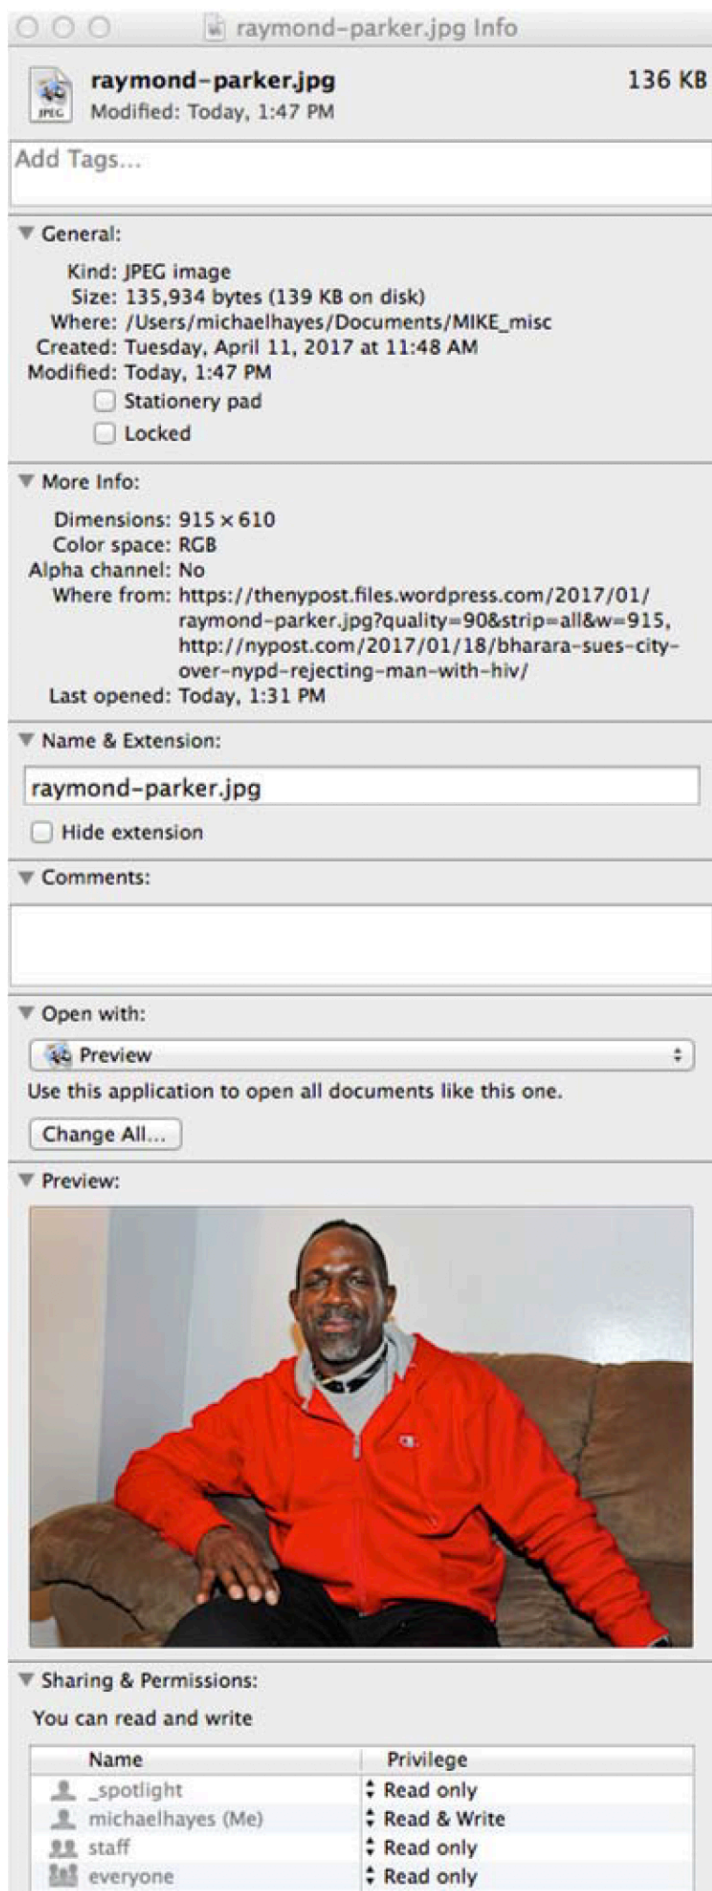 raymond-parker.jpg Info
raymond-parker.jpg 136 KB
Modified: Today, 1:47 PM
JPEG
Add Tags...
General:
Kind: JPEG image
Size: 135,934 bytes (139 KB on disk)
Where: /Users/michaelhayes/Documents/MIKE_misc
Created: Tuesday, April 11, 2017 at 11:48 AM
Modified: Today, 1:47 PM
Stationery pad
Locked
More Info:
Dimensions: 915 × 610
Color space: RGB
Alpha channel: No
Where from: https://thenypost.files.wordpress.com/2017/01/
raymond-parker.jpg?quality=90&strip=all&w=915,
http://nypost.com/2017/01/18/bharara-sues-city-
over-nypd-rejecting-man-with-hiv/
Last opened: Today, 1:31 PM
Name & Extension:
raymond-parker.jpg
Hide extension
Comments:
Open with:
Preview
Use this application to open all documents like this one.
Change All...
Preview:
Sharing & Permissions:
You can read and write
Name Privilege
_spotlight Read only
michaelhayes (Me) Read & Write
staff Read only
everyone Read only